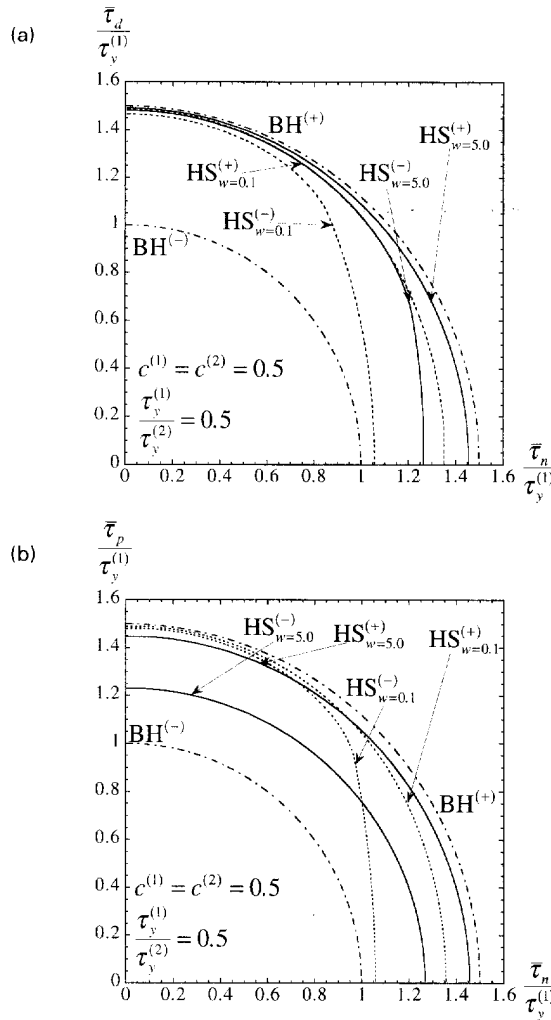 (a)
τ̄_d / τ_y^(1)
1.6
1.4
1.2
1
0.8
0.6
0.4
0.2
0
BH^(+)
HS^(+)_w=5.0
HS^(-)_w=5.0
HS^(+)_w=0.1
HS^(-)_w=0.1
BH^(-)
c^(1) = c^(2) = 0.5
τ_y^(1) / τ_y^(2) = 0.5
0 0.2 0.4 0.6 0.8 1 1.2 1.4 1.6
τ̄_n / τ_y^(1)
(b)
τ̄_p / τ_y^(1)
1.6
1.4
1.2
1
0.8
0.6
0.4
0.2
0
HS^(-)_w=5.0
HS^(+)_w=5.0
HS^(+)_w=0.1
HS^(-)_w=0.1
BH^(-)
BH^(+)
c^(1) = c^(2) = 0.5
τ_y^(1) / τ_y^(2) = 0.5
0 0.2 0.4 0.6 0.8 1 1.2 1.4 1.6
τ̄_n / τ_y^(1)